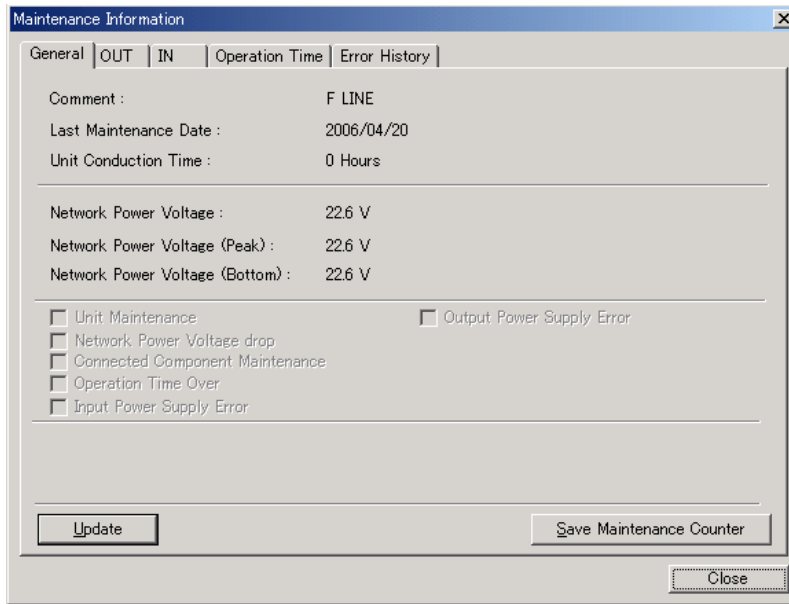 Maintenance Information
General OUT IN Operation Time Error History
Comment : F LINE
Last Maintenance Date : 2006/04/20
Unit Conduction Time : 0 Hours
Network Power Voltage : 22.6 V
Network Power Voltage (Peak) : 22.6 V
Network Power Voltage (Bottom) : 22.6 V
Unit Maintenance Output Power Supply Error
Network Power Voltage drop
Connected Component Maintenance
Operation Time Over
Input Power Supply Error
Update Save Maintenance Counter
Close